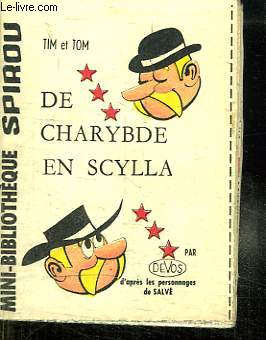 Le-livre.com
MINI-BIBLIOTHÈQUE SPIROU
TIM et TOM
DE
CHARYBDE
EN SCYLLA
PAR
DEVOS
d'après les personnages
de SALVÉ